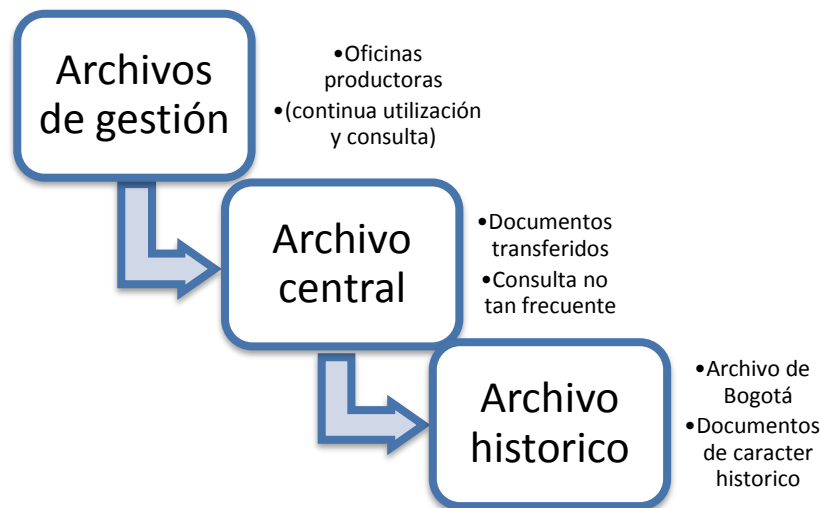 Archivos
de gestión
•Oficinas
productoras
•(continua utilización
y consulta)
Archivo
central
•Documentos
transferidos
•Consulta no
tan frecuente
Archivo
historico
•Archivo de
Bogotá
•Documentos
de caracter
historico